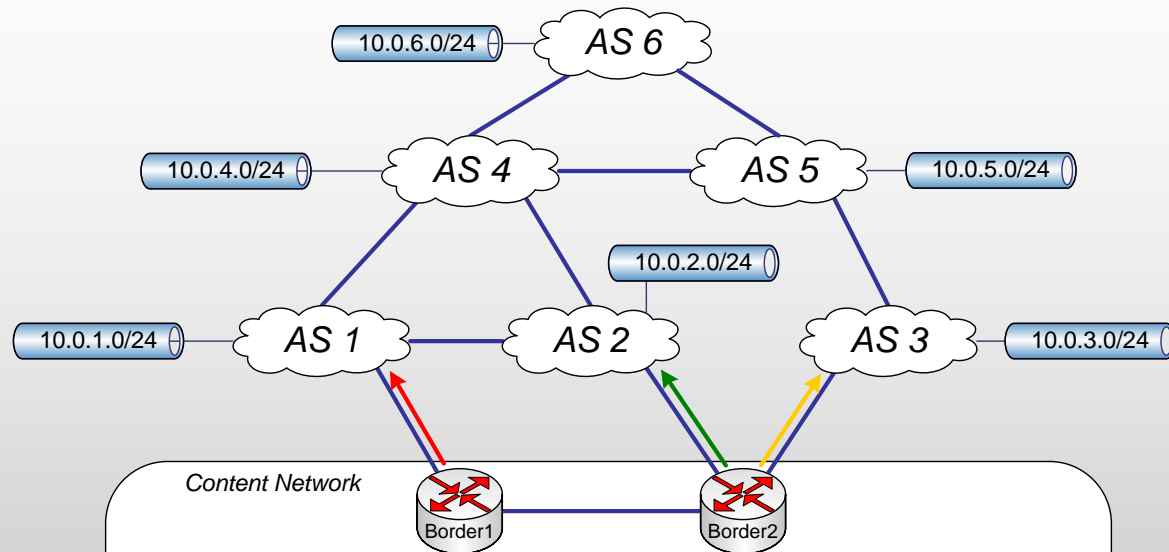 10.0.6.0/24
AS 6
10.0.4.0/24
AS 4
AS 5
10.0.5.0/24
10.0.2.0/24
10.0.1.0/24
AS 1
AS 2
AS 3
10.0.3.0/24
Content Network
Border1
Border2